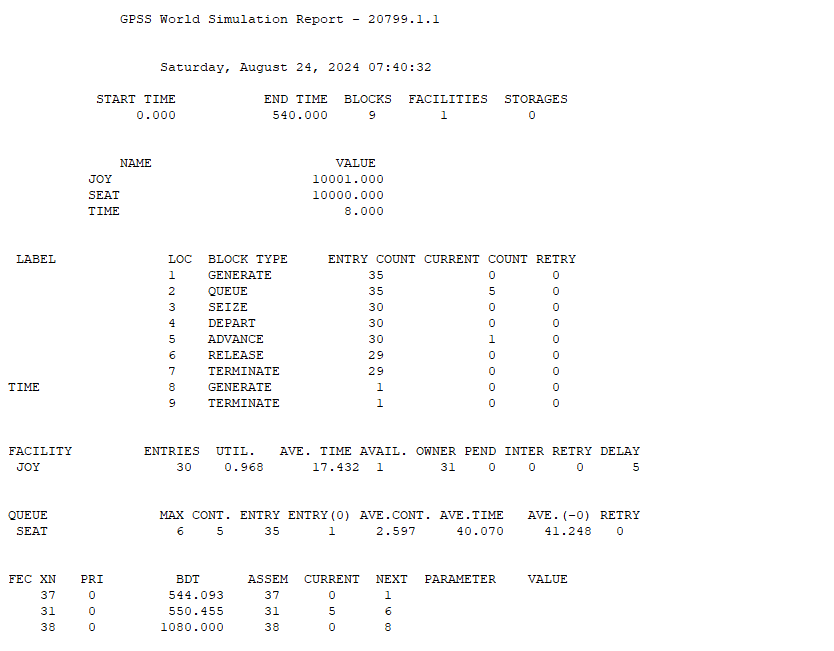 GPSS World Simulation Report - 20799.1.1
Saturday, August 24, 2024 07:40:32
START TIME END TIME BLOCKS FACILITIES STORAGES
0.000 540.000 9 1 0
NAME VALUE
JOY 10001.000
SEAT 10000.000
TIME 8.000
LABEL LOC BLOCK TYPE ENTRY COUNT CURRENT COUNT RETRY
1 GENERATE 35 0 0
2 QUEUE 35 5 0
3 SEIZE 30 0 0
4 DEPART 30 0 0
5 ADVANCE 30 1 0
6 RELEASE 29 0 0
7 TERMINATE 29 0 0
TIME 8 GENERATE 1 0 0
9 TERMINATE 1 0 0
FACILITY ENTRIES UTIL. AVE. TIME AVAIL. OWNER PEND INTER RETRY DELAY
JOY 30 0.968 17.432 1 31 0 0 0 5
QUEUE MAX CONT. ENTRY ENTRY(0) AVE.CONT. AVE.TIME AVE.(-0) RETRY
SEAT 6 5 35 1 2.597 40.070 41.248 0
FEC XN PRI BDT ASSEM CURRENT NEXT PARAMETER VALUE
37 0 544.093 37 0 1
31 0 550.455 31 5 6
38 0 1080.000 38 0 8